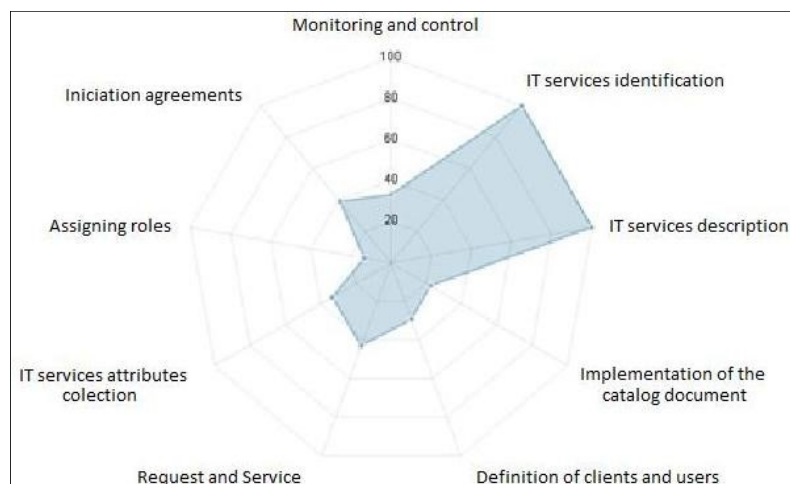 Monitoring and control
100
80
60
40
20
IT services identification
IT services description
Implementation of the
catalog document
Definition of clients and users
Request and Service
IT services attributes
colection
Assigning roles
Iniciation agreements